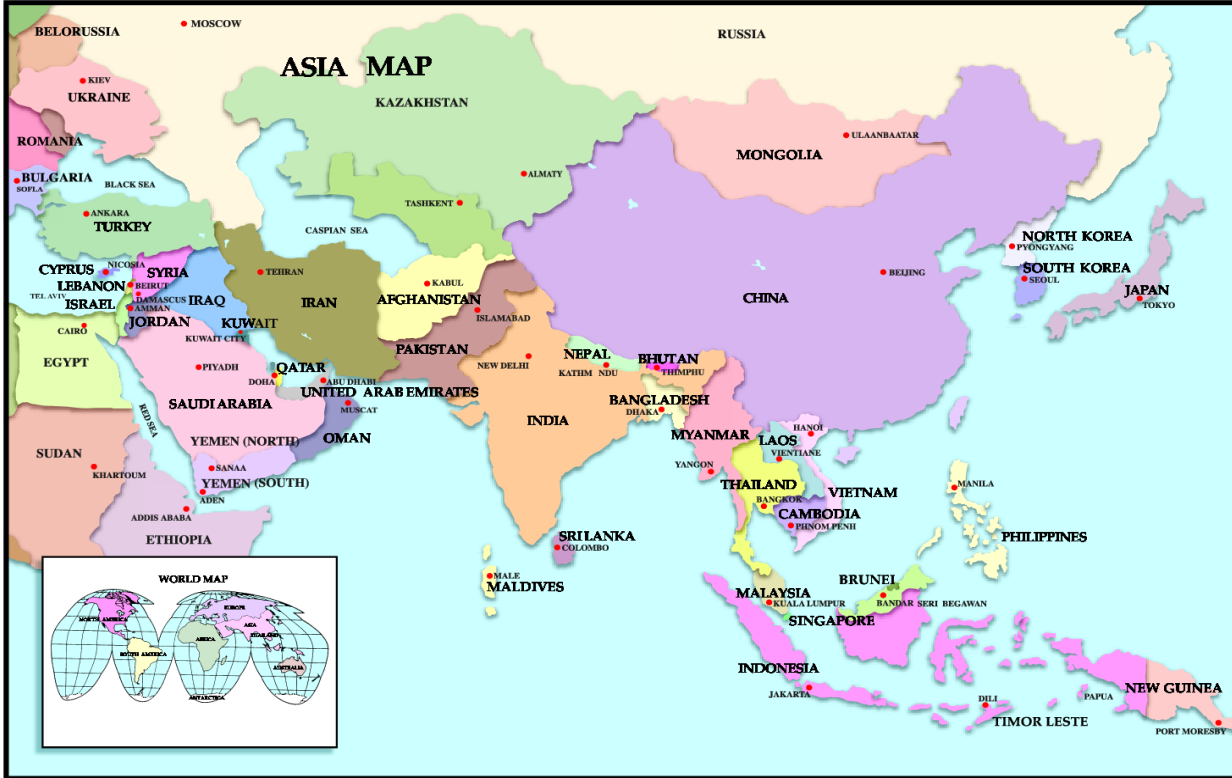 MOSCOW
BELORUSSIA
RUSSIA
ASIA MAP
KIEV
UKRAINE
KAZAKHSTAN
ROMANIA
ULAANBAATAR
MONGOLIA
BULGARIA
SOFLA
BLACK SEA
ALMATY
ANKARA
TURKEY
TASHKENT
CASPIAN SEA
NORTH KOREA
PYONGYANG
CYPRUS
NICOSIA
SYRIA
LEBANON
BEIRUT
TEHRAN
KABUL
BEIJING
SOUTH KOREA
SEOUL
TEL AVIV
ISRAEL
DAMASCUS
AMMAN
IRAQ
IRAN
AFGHANISTAN
ISLAMABAD
CHINA
JAPAN
TOKYO
JORDAN
CAIRO
KUWAIT
KUWAIT CITY
PAKISTAN
EGYPT
PIYADH
QATAR
DOHA
ABU DHABI
NEW DELHI
NEPAL
KATHM NDU
BHUTAN
THIMPHU
UNITED ARAB EMIRATES
SAUDI ARABIA
MUSCAT
BANGLADESH
DHAKA
RED SEA
INDIA
YEMEN (NORTH)
OMAN
MYANMAR
LAOS
HANOI
VIENTIANE
SUDAN
KHARTOUM
SANAA
YEMEN (SOUTH)
ADEN
YANGON
THAILAND
BANGKOK
VIETNAM
MANILA
ADDIS ABABA
ETHIOPIA
CAMBODIA
PHNOM PENH
SRI LANKA
COLOMBO
PHILIPPINES
MALE
MALDIVES
BRUNEI
MALAYSIA
KUALA LUMPUR
BANDAR SERI BEGAWAN
SINGAPORE
INDONESIA
JAKARTA
DILI
TIMOR LESTE
PAPUA
NEW GUINEA
PORT MORESBY
WORLD MAP
NORTH AMERICA
EUROPE
ASIA
THAILAND
AFRICA
SOUTH AMERICA
AUSTRALIA
ANTARCTICA